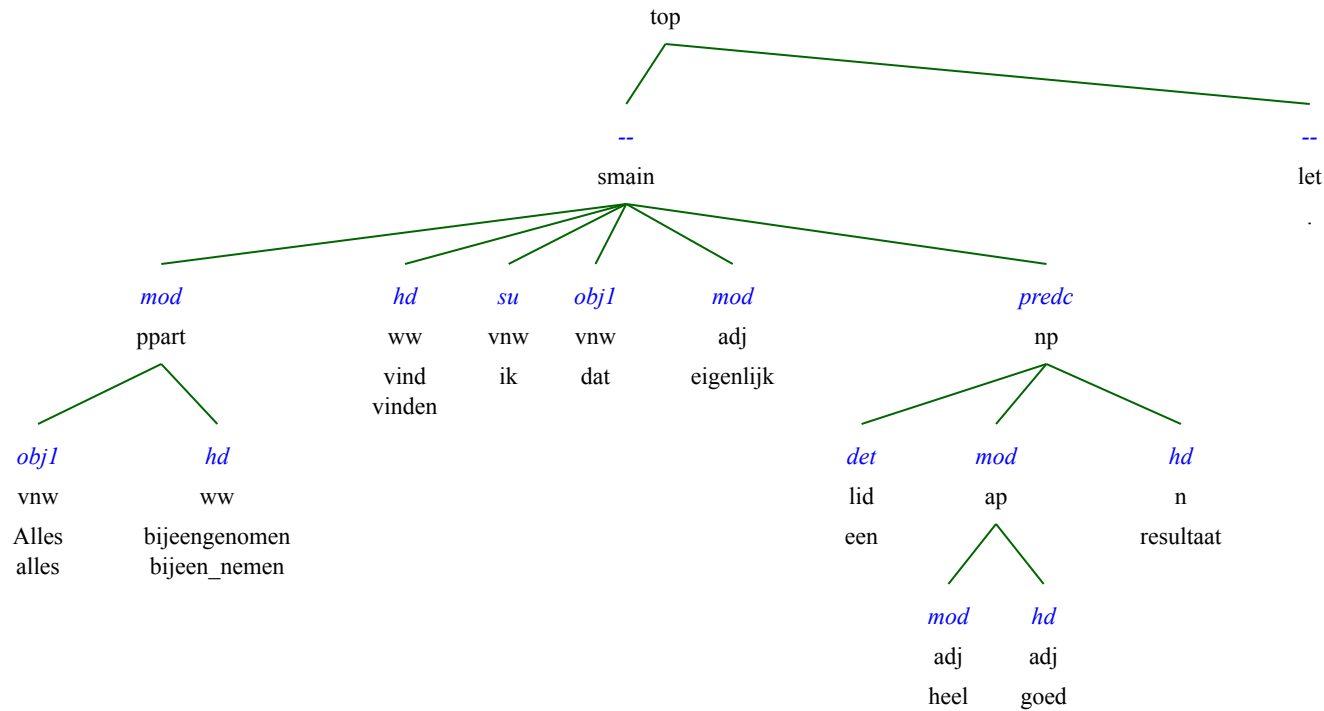 top
-- --
smain let
.
mod hd su obj1 mod predc
ppart ww vnw vnw adj np
vind ik dat eigenlijk
vinden
obj1 hd det mod hd
vnw ww lid ap n
Alles bijeengenomen een resultaat
alles bijeen_nemen
mod hd
adj adj
heel goed